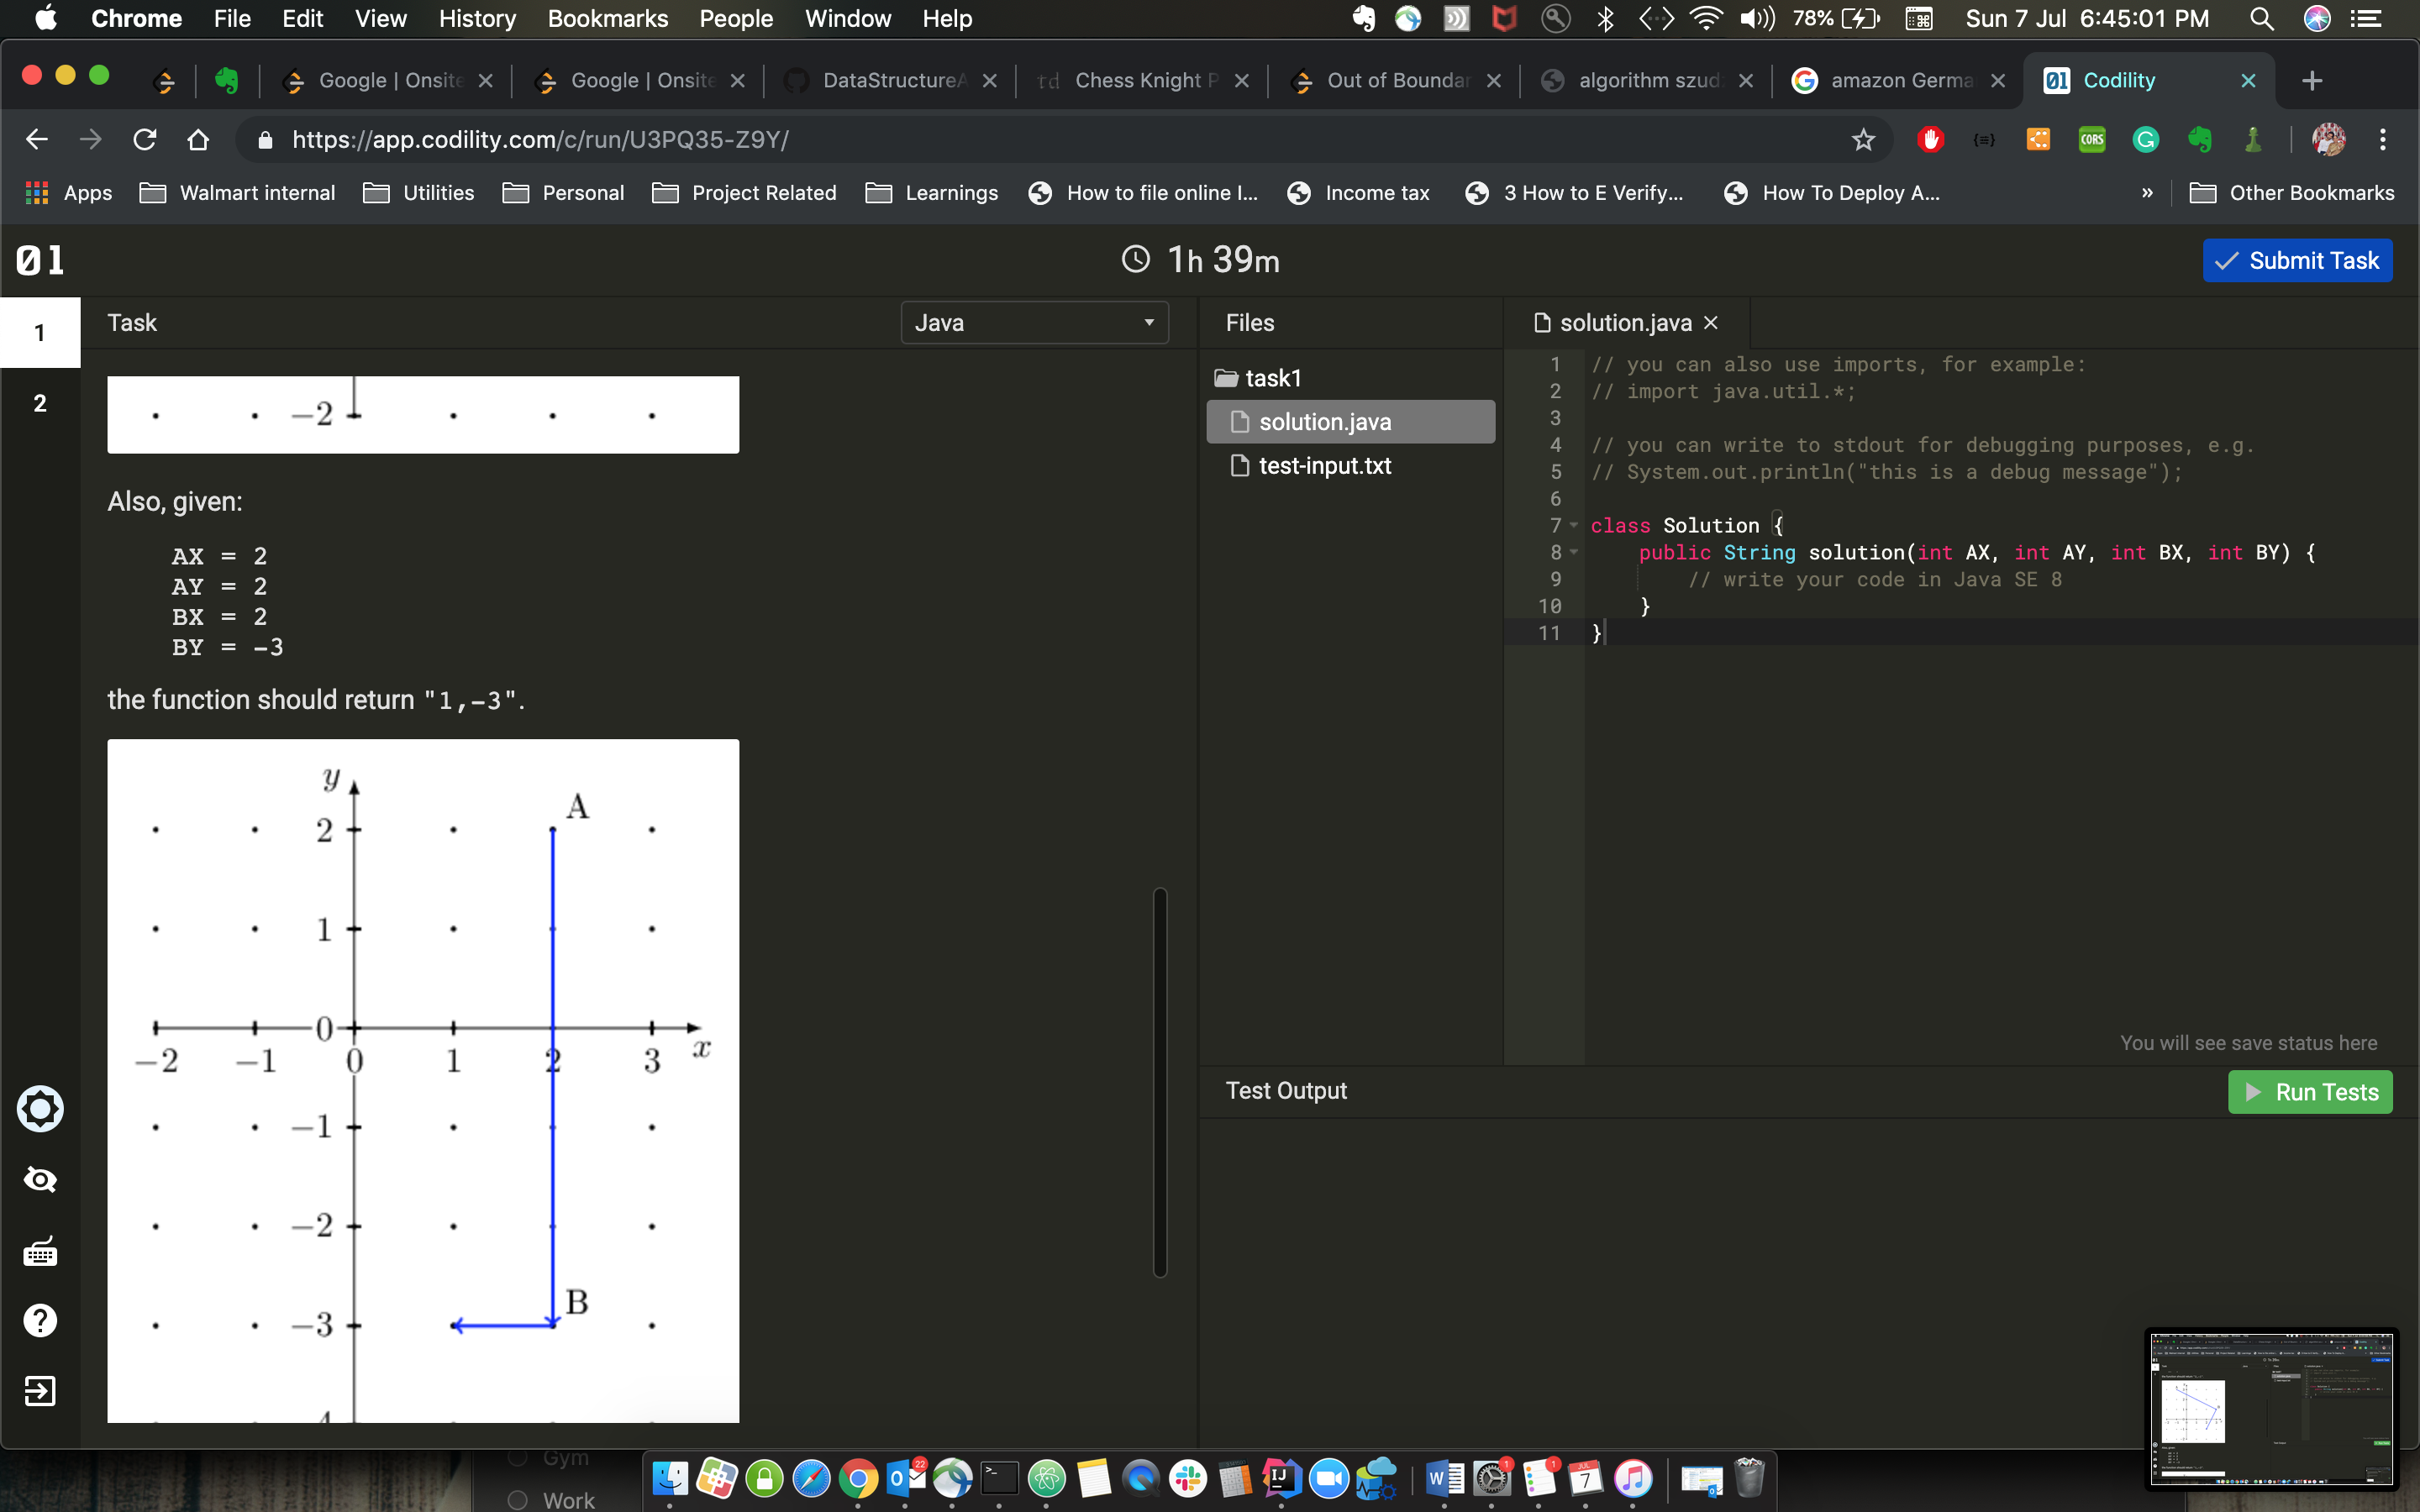 Chrome File Edit View History Bookmarks People Window Help 78% Sun 7 Jul 6:45:01 PM
Google | Onsite Google | Onsite DataStructureA Chess Knight P Out of Boundar algorithm szud amazon Germa Codility
https://app.codility.com/c/run/U3PQ35-Z9Y/
Apps Walmart internal Utilities Personal Project Related Learnings How to file online I... Income tax 3 How to E Verify... How To Deploy A... » Other Bookmarks
01 1h 39m Submit Task
1
2
Task Java
−2
Also, given:
AX = 2
AY = 2
BX = 2
BY = -3
the function should return "1,-3".
y
A
2
1
0
−2 −1 0 1 2 3 x
−1
−2
B
−3
Files
task1
solution.java
test-input.txt
solution.java
1 // you can also use imports, for example:
2 // import java.util.*;
3
4 // you can write to stdout for debugging purposes, e.g.
5 // System.out.println("this is a debug message");
6
7 class Solution {
8 public String solution(int AX, int AY, int BX, int BY) {
9 // write your code in Java SE 8
10 }
11 }
You will see save status here
Test Output Run Tests
Gym
Work